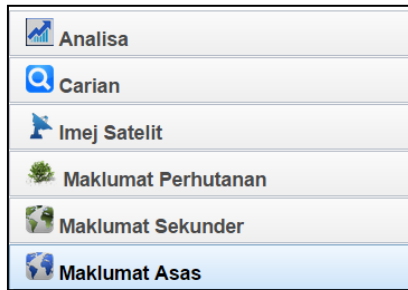 Analisa
Carian
Imej Satelit
Maklumat Perhutanan
Maklumat Sekunder
Maklumat Asas